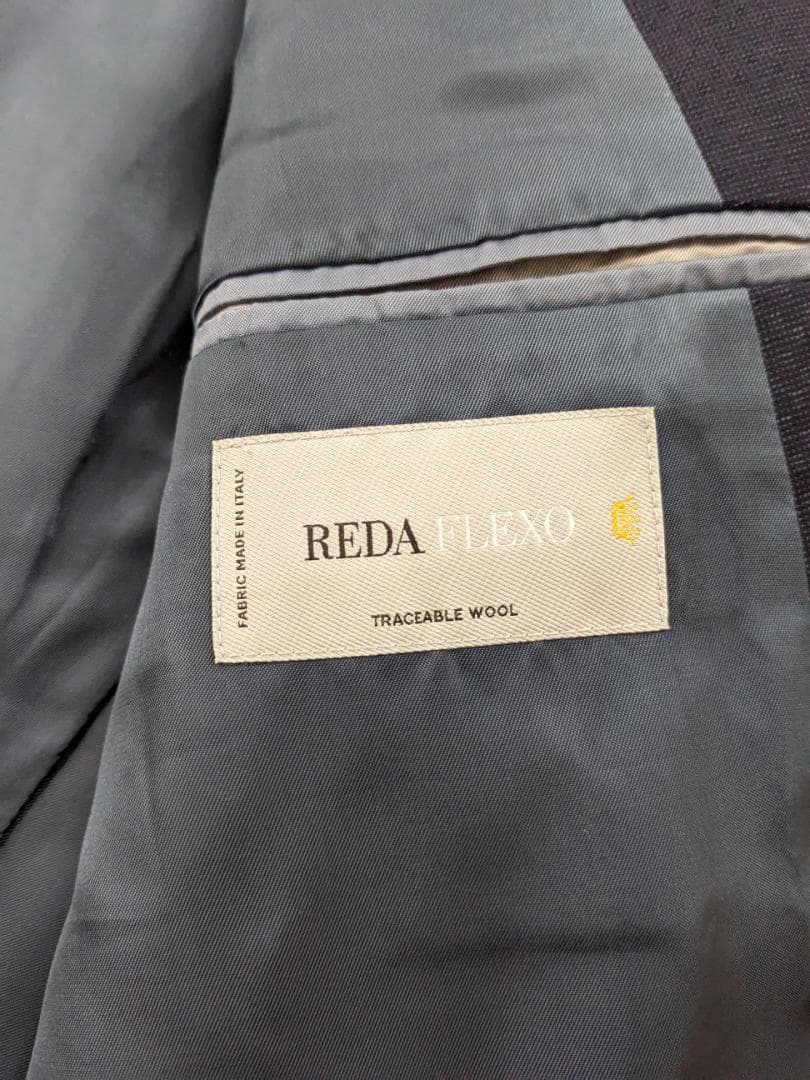 FABRIC MADE IN ITALY
REDA FLEXO
TRACEABLE WOOL